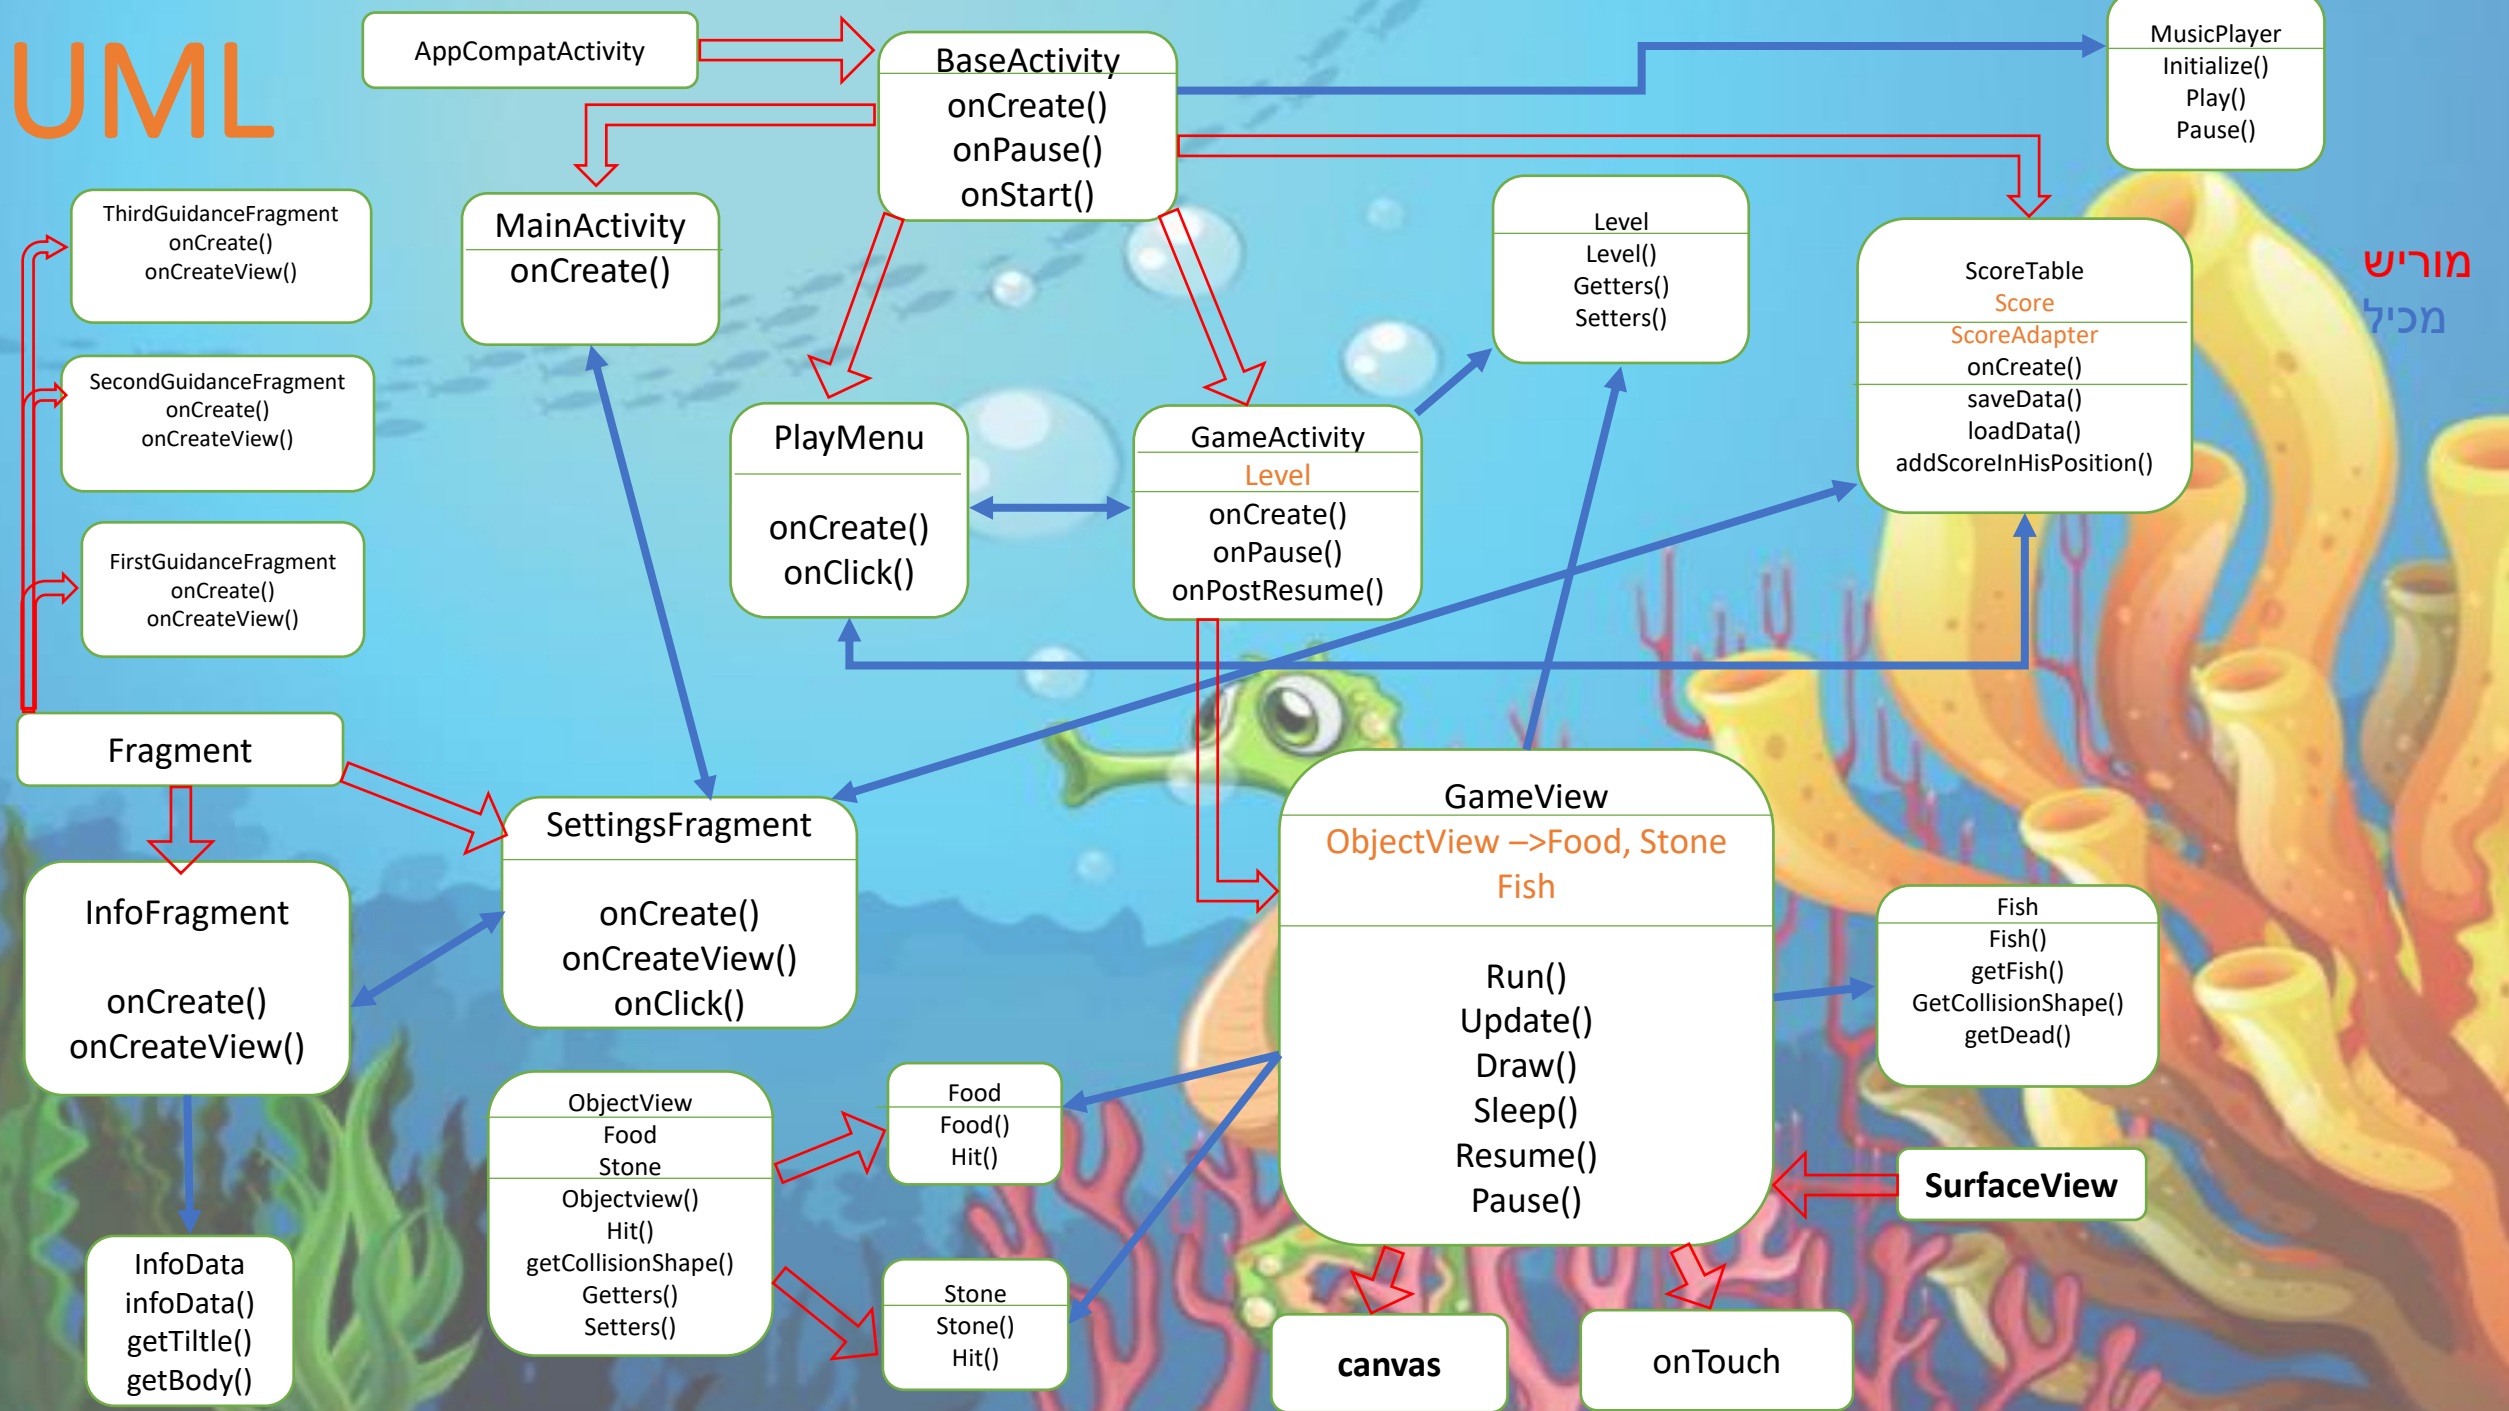 UML
AppCompatActivity
BaseActivity
onCreate()
onPause()
onStart()
MusicPlayer
Initialize()
Play()
Pause()
ThirdGuidanceFragment
onCreate()
onCreateView()
MainActivity
onCreate()
Level
Level()
Getters()
Setters()
ScoreTable
Score
ScoreAdapter
onCreate()
saveData()
loadData()
addScoreInHisPosition()
מוריש
מכיל
SecondGuidanceFragment
onCreate()
onCreateView()
PlayMenu
onCreate()
onClick()
GameActivity
Level
onCreate()
onPause()
onPostResume()
FirstGuidanceFragment
onCreate()
onCreateView()
Fragment
SettingsFragment
onCreate()
onCreateView()
onClick()
GameView
ObjectView –>Food, Stone
Fish
Run()
Update()
Draw()
Sleep()
Resume()
Pause()
InfoFragment
onCreate()
onCreateView()
Fish
Fish()
getFish()
GetCollisionShape()
getDead()
ObjectView
Food
Stone
Objectview()
Hit()
getCollisionShape()
Getters()
Setters()
Food
Food()
Hit()
SurfaceView
InfoData
infoData()
getTiltle()
getBody()
Stone
Stone()
Hit()
canvas
onTouch